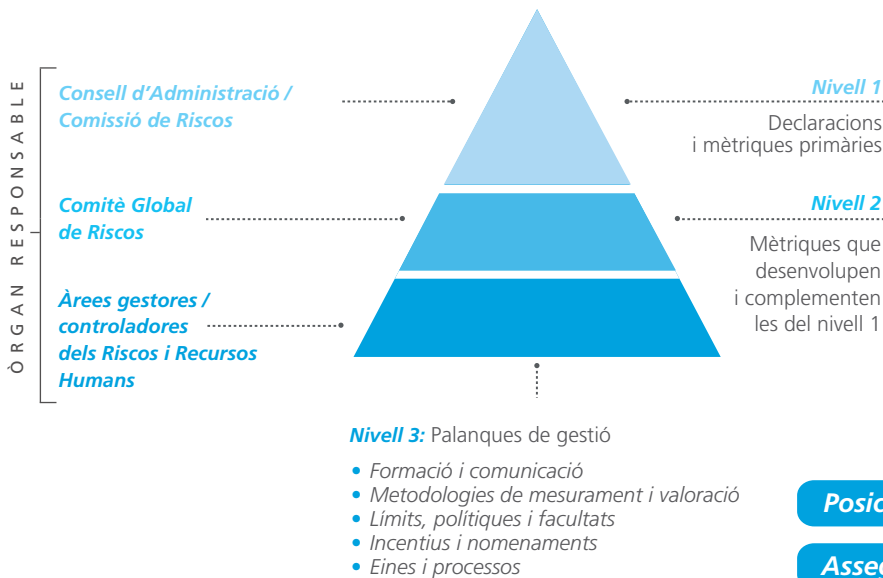 ÒRGAN RESPONSABLE
Consell d'Administració /
Comissió de Riscos
Comitè Global
de Riscos
Àrees gestores /
controladores
dels Riscos i Recursos
Humans
Nivell 1
Declaracions
i mètriques primàries
Nivell 2
Mètriques que
desenvolupen
i complementen
les del nivell 1
Nivell 3: Palanques de gestió
• Formació i comunicació
• Metodologies de mesurament i valoració
• Límits, polítiques i facultats
• Incentius i nomenaments
• Eines i processos